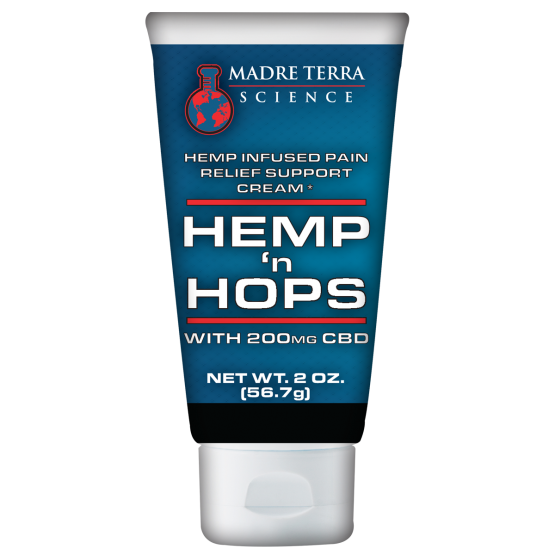 MADRE TERRA
SCIENCE
HEMP INFUSED PAIN
RELIEF SUPPORT
CREAM *
HEMP
'n
HOPS
WITH 200MG CBD
NET WT. 2 OZ.
(56.7g)